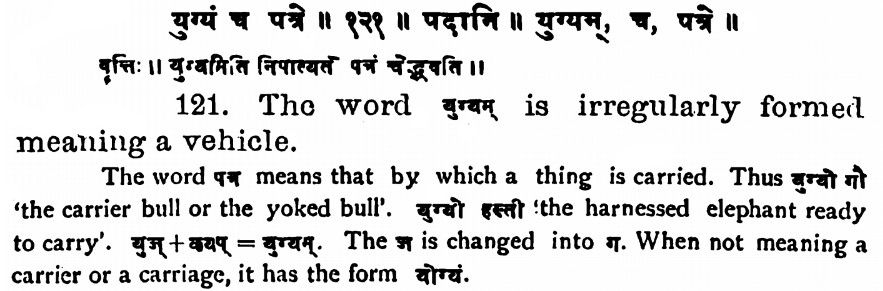 युग्यं च पत्रे ॥ १२१ ॥ पदानि ॥ युग्यम्, च, पत्रे ॥
वृत्तिः ॥ युग्यमिति निपात्यते पत्रं चेद्भवति ॥
121. The word युग्यम् is irregularly formed
meaning a vehicle.
The word पत्र means that by which a thing is carried. Thus युग्यो गौ
'the carrier bull or the yoked bull'. युग्यो हस्ती 'the harnessed elephant ready
to carry'. युज् + क्यप् = युग्यम्. The ज is changed into ग. When not meaning a
carrier or a carriage, it has the form योग्यं.